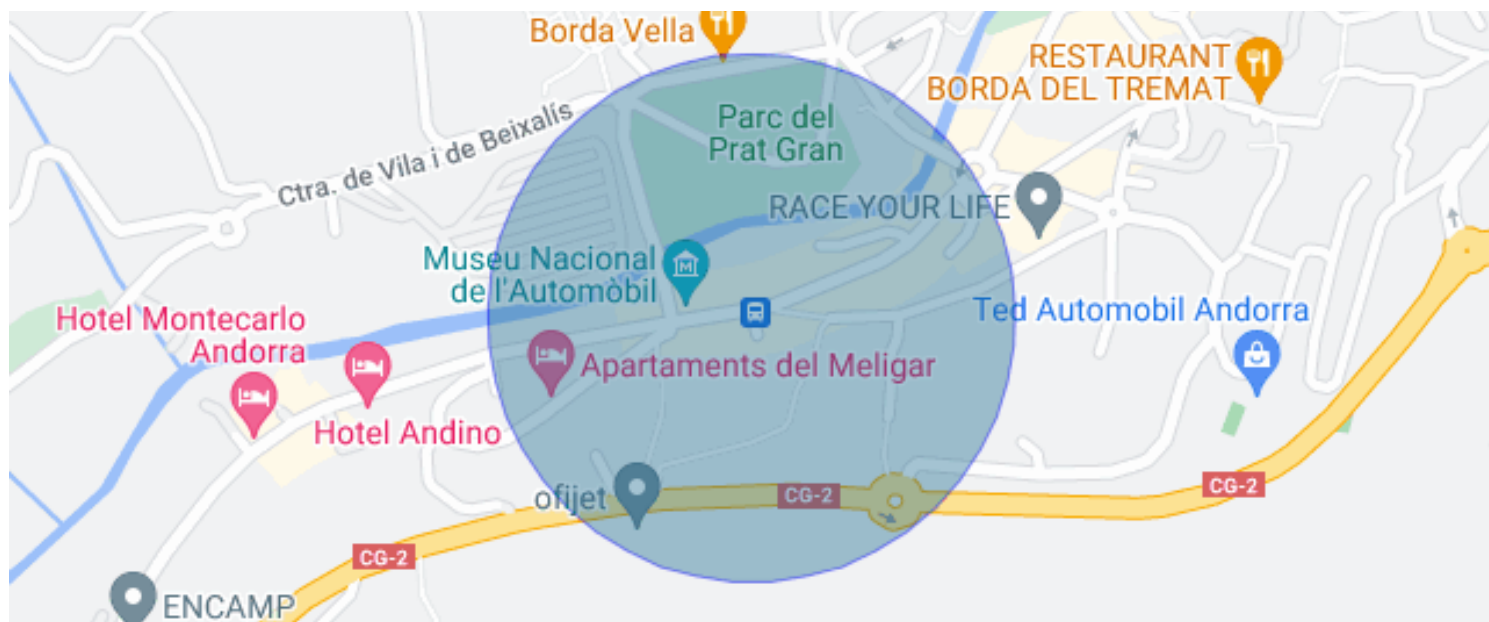 Borda Vella
RESTAURANT
BORDA DEL TREMAT
Parc del
Prat Gran
Ctra. de Vila i de Beixalís
RACE YOUR LIFE
Museu Nacional
de l'Automòbil
M
Hotel Montecarlo
Andorra
Ted Automobil Andorra
Apartaments del Meligar
Hotel Andino
ofijet
CG-2
CG-2
CG-2
ENCAMP